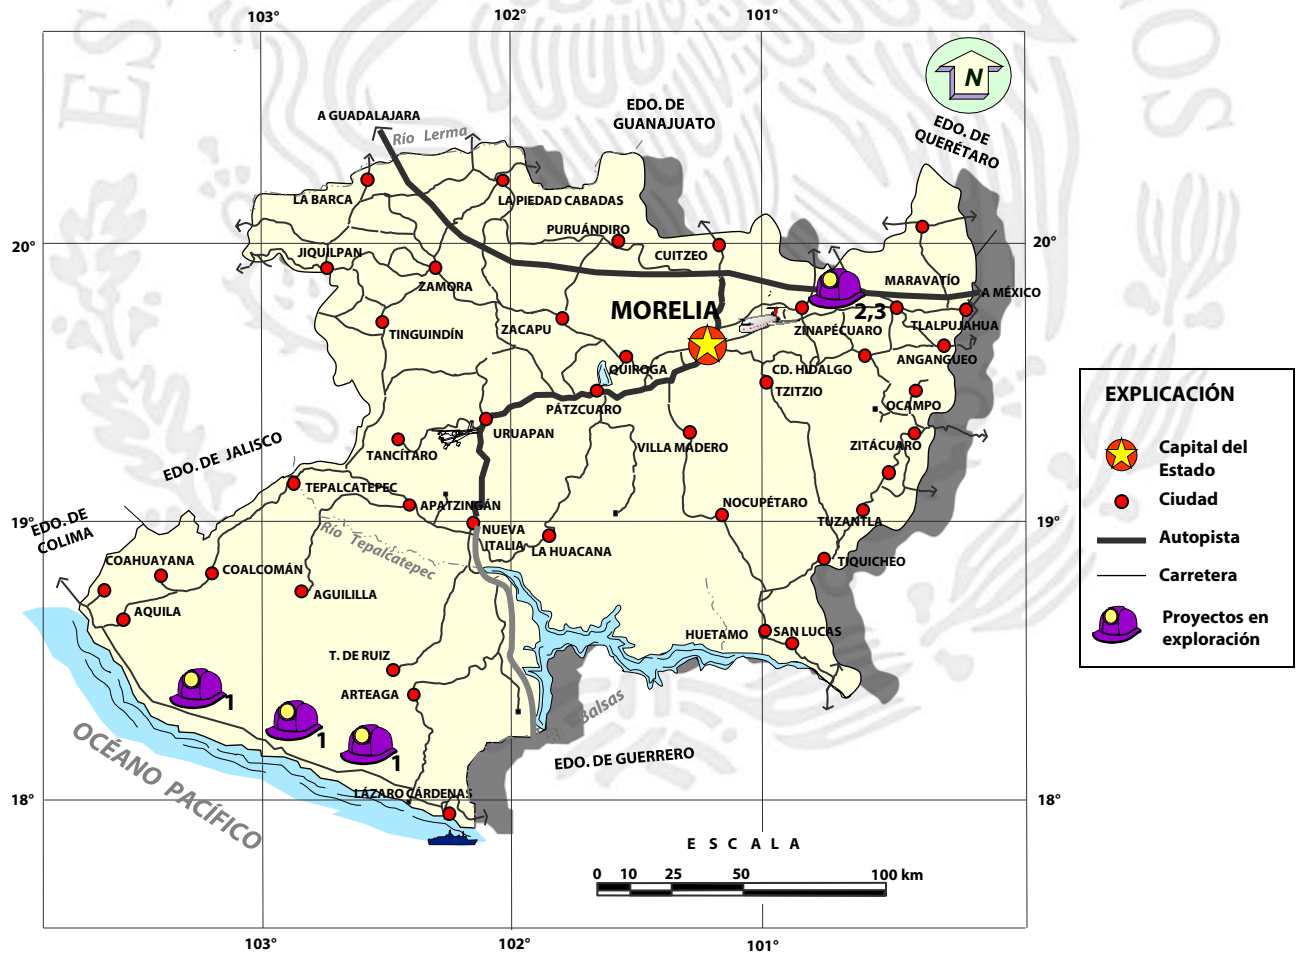 103°
102°
101°
N
EDO. DE
GUANAJUATO
A GUADALAJARA
Río Lerma
EDO. DE
QUERÉTARO
LA BARCA
LA PIEDAD CABADAS
PURUÁNDIRO
CUITZEO
20°
20°
JIQUILPAN
ZAMORA
MARAVATÍO
A MÉXICO
MORELIA
2,3
TINGUINDÍN
ZACAPU
ZINAPÉCUARO
TLALPUJAHUA
ANGANGUEO
QUIROGA
CD. HIDALGO
TZITZIO
PÁTZCUARO
OCAMPO
URUAPAN
EDO. DE JALISCO
TANCÍTARO
VILLA MADERO
ZITÁCUARO
TEPALCATEPEC
APATZINGÁN
NOCUPÉTARO
TUZANTLA
19°
19°
EDO. DE
COLIMA
Río Tepalcatepec
NUEVA
ITALIA
LA HUACANA
COAHUAYANA
COALCOMÁN
TIQUICHEO
AGUILILLA
AQUILA
HUETAMO
SAN LUCAS
T. DE RUIZ
ARTEAGA
1
1
1
Río Balsas
OCÉANO PACÍFICO
EDO. DE GUERRERO
LÁZARO CÁRDENAS
18°
18°
E S C A L A
0 10 25 50 100 km
103°
102°
101°
EXPLICACIÓN
Capital del
Estado
Ciudad
Autopista
Carretera
Proyectos en
exploración